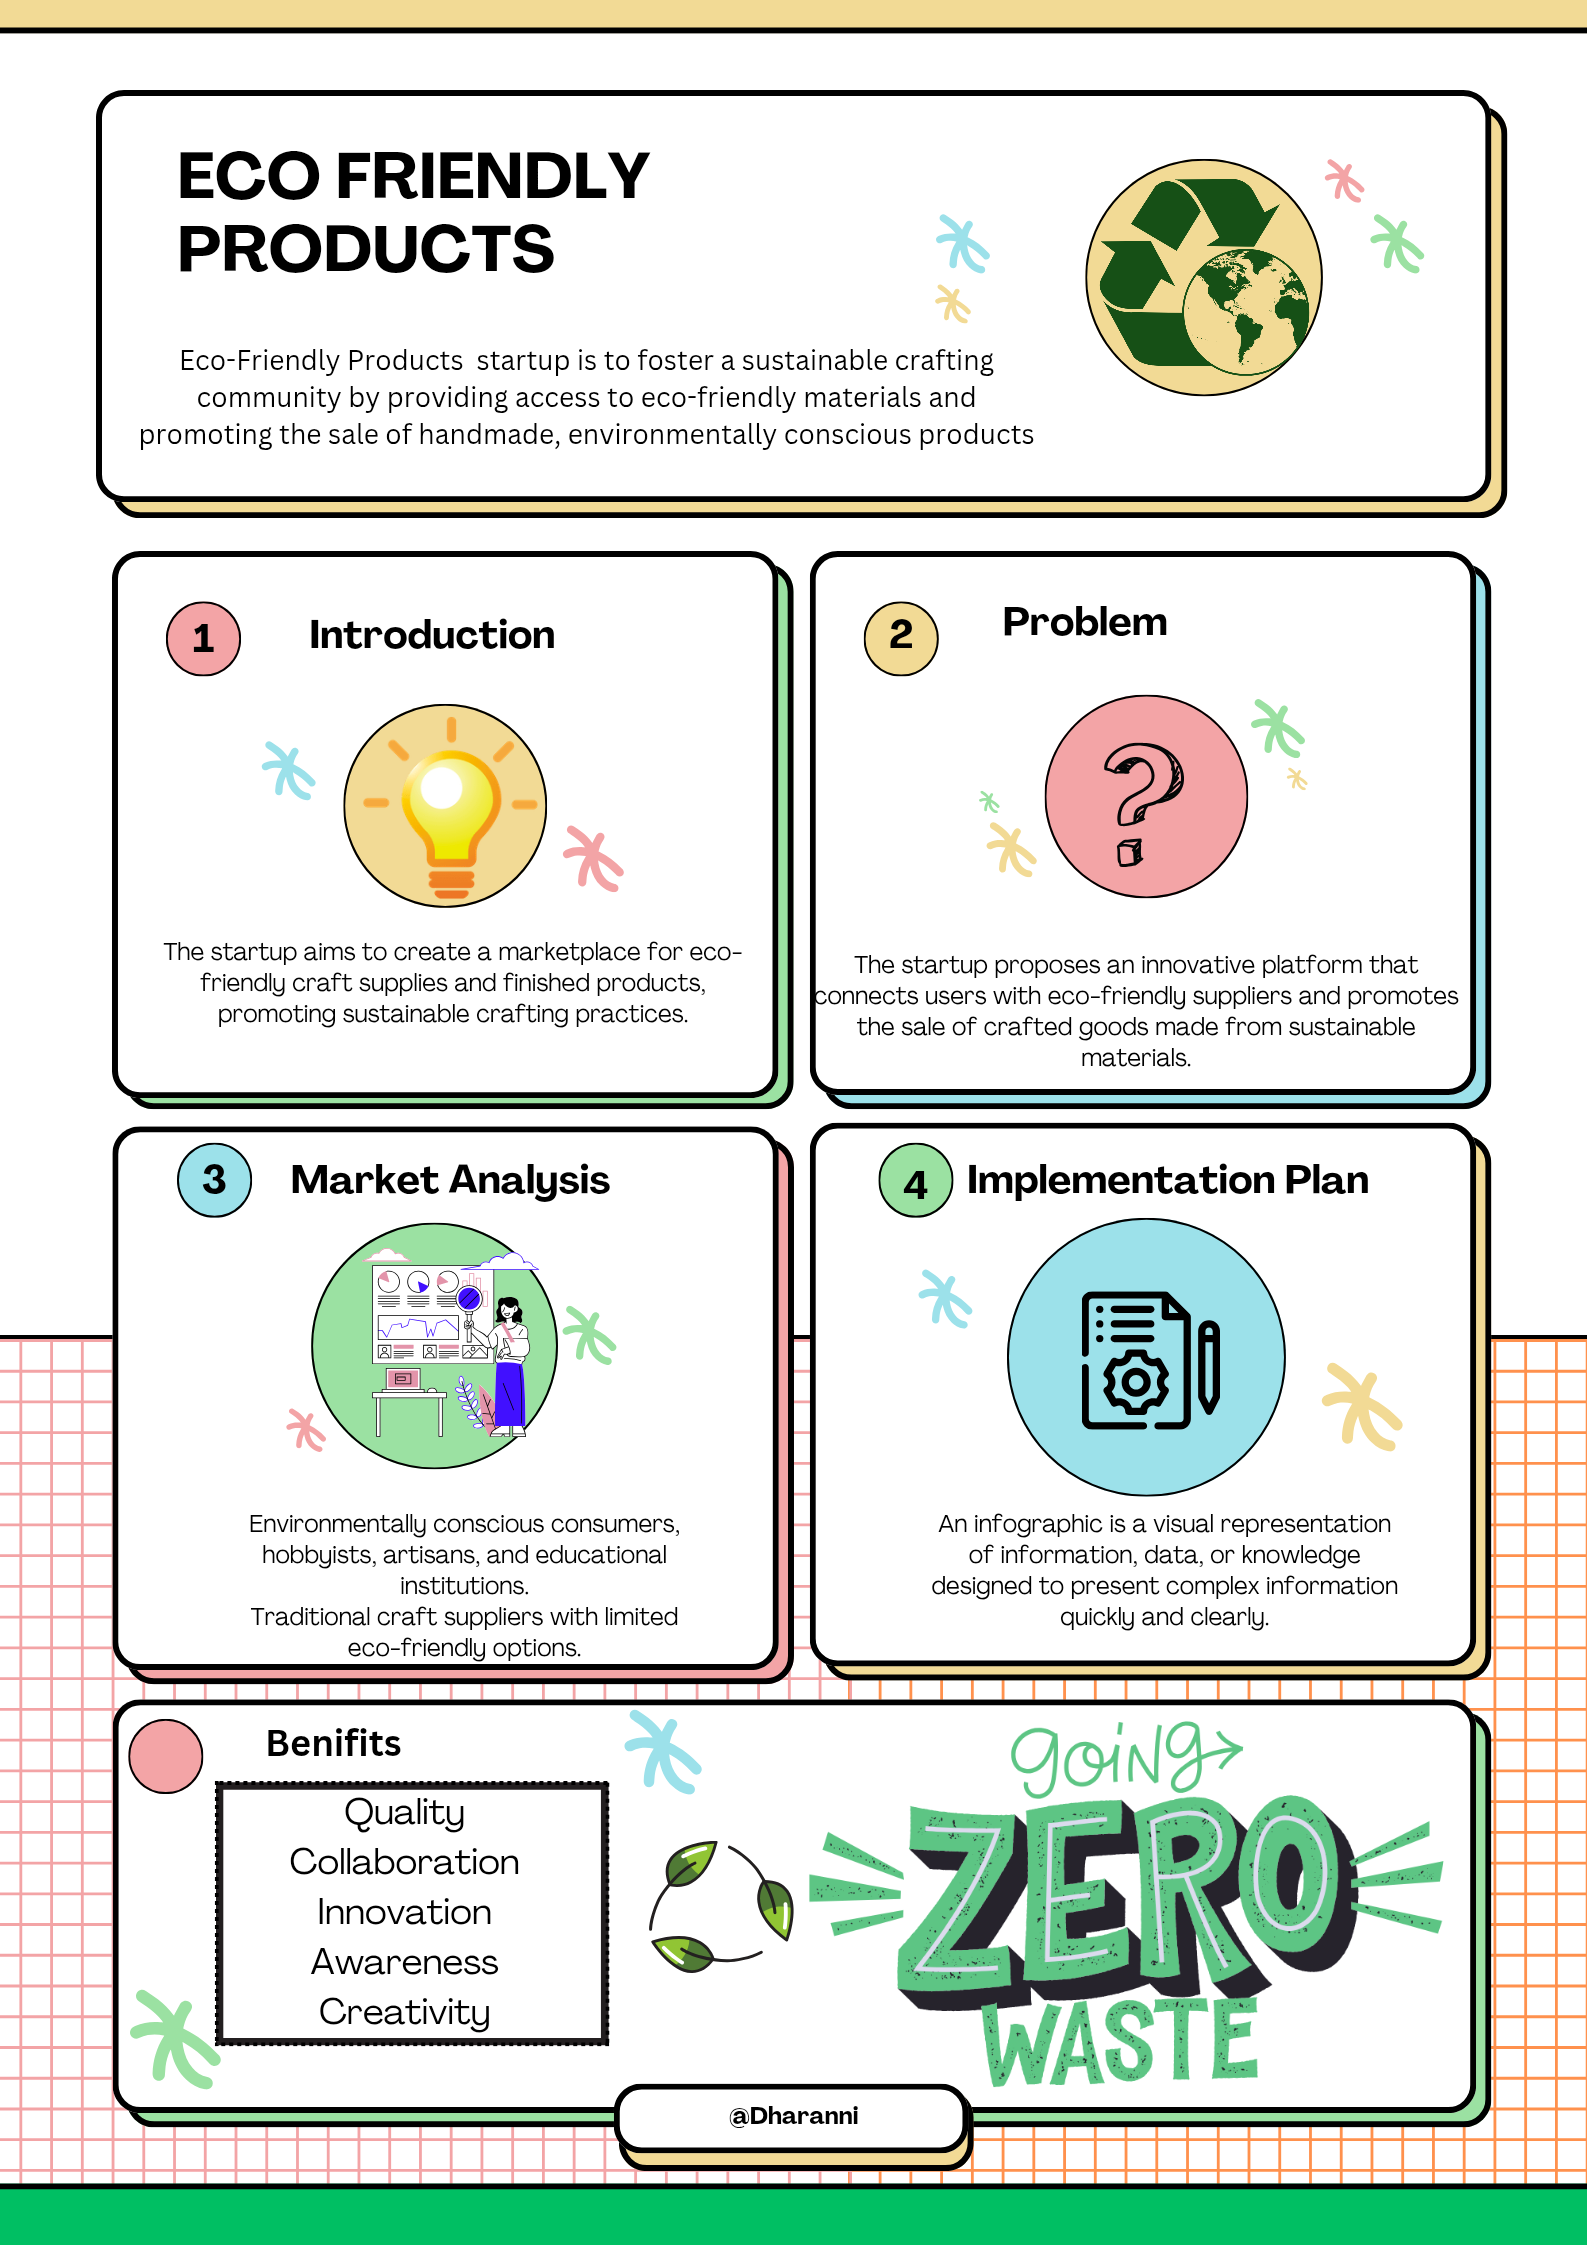 ECO FRIENDLY
PRODUCTS
Eco-Friendly Products  startup is to foster a sustainable crafting
community by providing access to eco-friendly materials and
promoting the sale of handmade, environmentally conscious products
1
Introduction
The startup aims to create a marketplace for eco-
friendly craft supplies and finished products,
promoting sustainable crafting practices.
2
Problem
?
The startup proposes an innovative platform that
connects users with eco-friendly suppliers and promotes
the sale of crafted goods made from sustainable
materials.
3
Market Analysis
Environmentally conscious consumers,
hobbyists, artisans, and educational
institutions.
Traditional craft suppliers with limited
eco-friendly options.
4
Implementation Plan
An infographic is a visual representation
of information, data, or knowledge
designed to present complex information
quickly and clearly.
Benifits
Quality
Collaboration
Innovation
Awareness
Creativity
going
ZERO
WASTE
@Dharanni